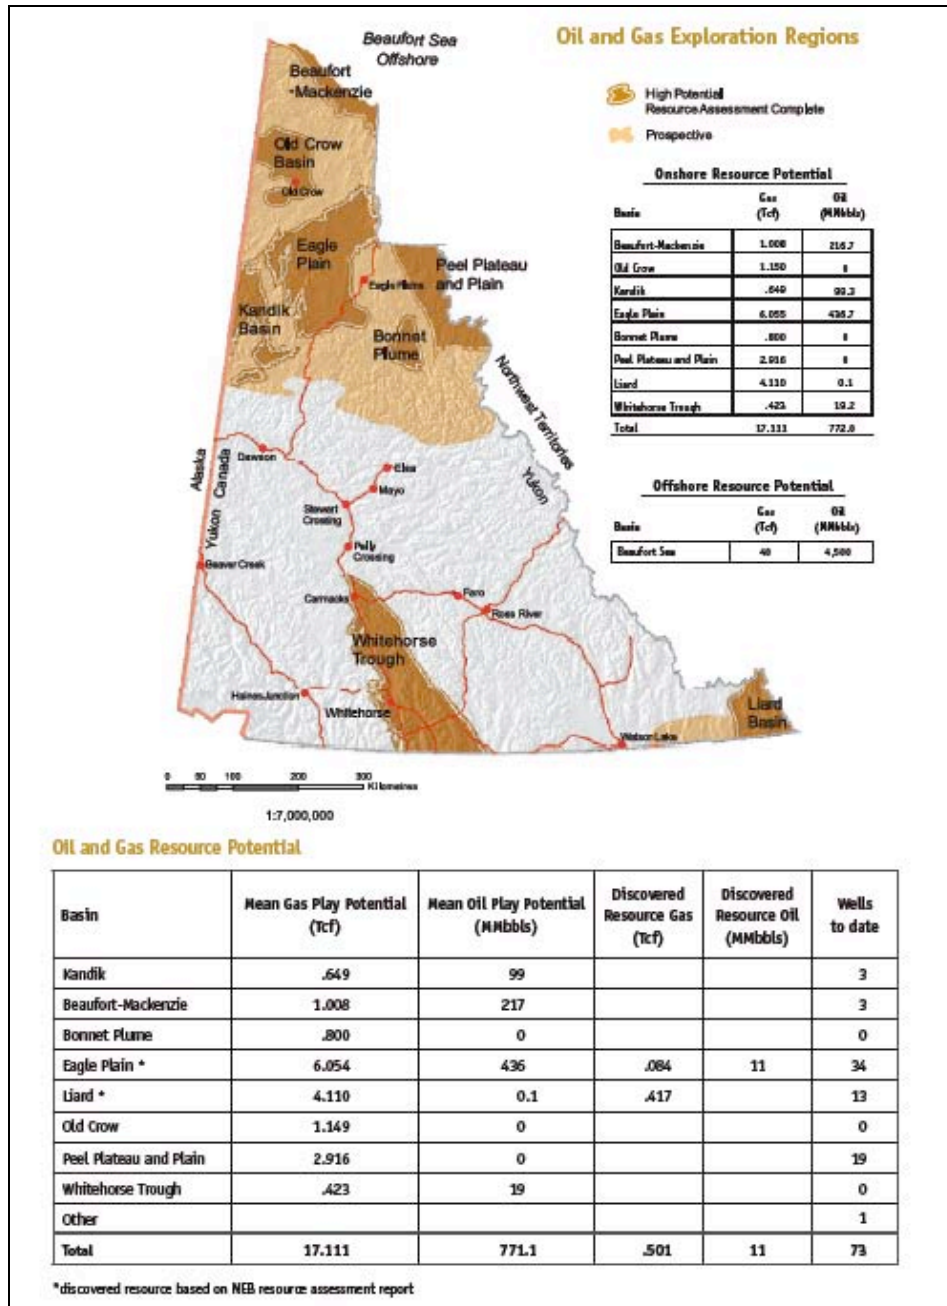 Oil and Gas Exploration Regions
Beaufort Sea
Offshore
Beaufort
-Mackenzie
Old Crow
Basin
Old Crow
Eagle
Plain
Eagle Plains
Peel Plateau
and Plain
Kandik
Basin
Bonnet
Plume
Northwest Territories
Yukon
Alaska
Yukon Canada
Dawson
Elsa
Mayo
Stewart
Crossing
Pelly
Crossing
Beaver Creek
Carmacks
Faro
Ross River
Whitehorse
Trough
Haines Junction
Whitehorse
Watson Lake
Liard
Basin
0 50 100 200 300
Kilometres
1:7,000,000
High Potential
Resource Assessment Complete
Prospective
Onshore Resource Potential
Basin Gas (Tcf) Oil (MMbbls)
Beaufort-Mackenzie 1.008 216.7
Old Crow 1.150 0
Kandik .649 99.3
Eagle Plain 6.055 436.7
Bonnet Plume .800 0
Peel Plateau and Plain 2.916 0
Liard 4.110 0.1
Whitehorse Trough .423 19.2
Total 17.111 772.0
Offshore Resource Potential
Basin Gas (Tcf) Oil (MMbbls)
Beaufort Sea 40 4,500
Oil and Gas Resource Potential
Basin Mean Gas Play Potential (Tcf) Mean Oil Play Potential (MMbbls) Discovered Resource Gas (Tcf) Discovered Resource Oil (MMbbls) Wells to date
Kandik .649 99 3
Beaufort-Mackenzie 1.008 217 3
Bonnet Plume .800 0 0
Eagle Plain * 6.054 436 .084 11 34
Liard * 4.110 0.1 .417 13
Old Crow 1.149 0 0
Peel Plateau and Plain 2.916 0 19
Whitehorse Trough .423 19 0
Other 1
Total 17.111 771.1 .501 11 73
*discovered resource based on NEB resource assessment report